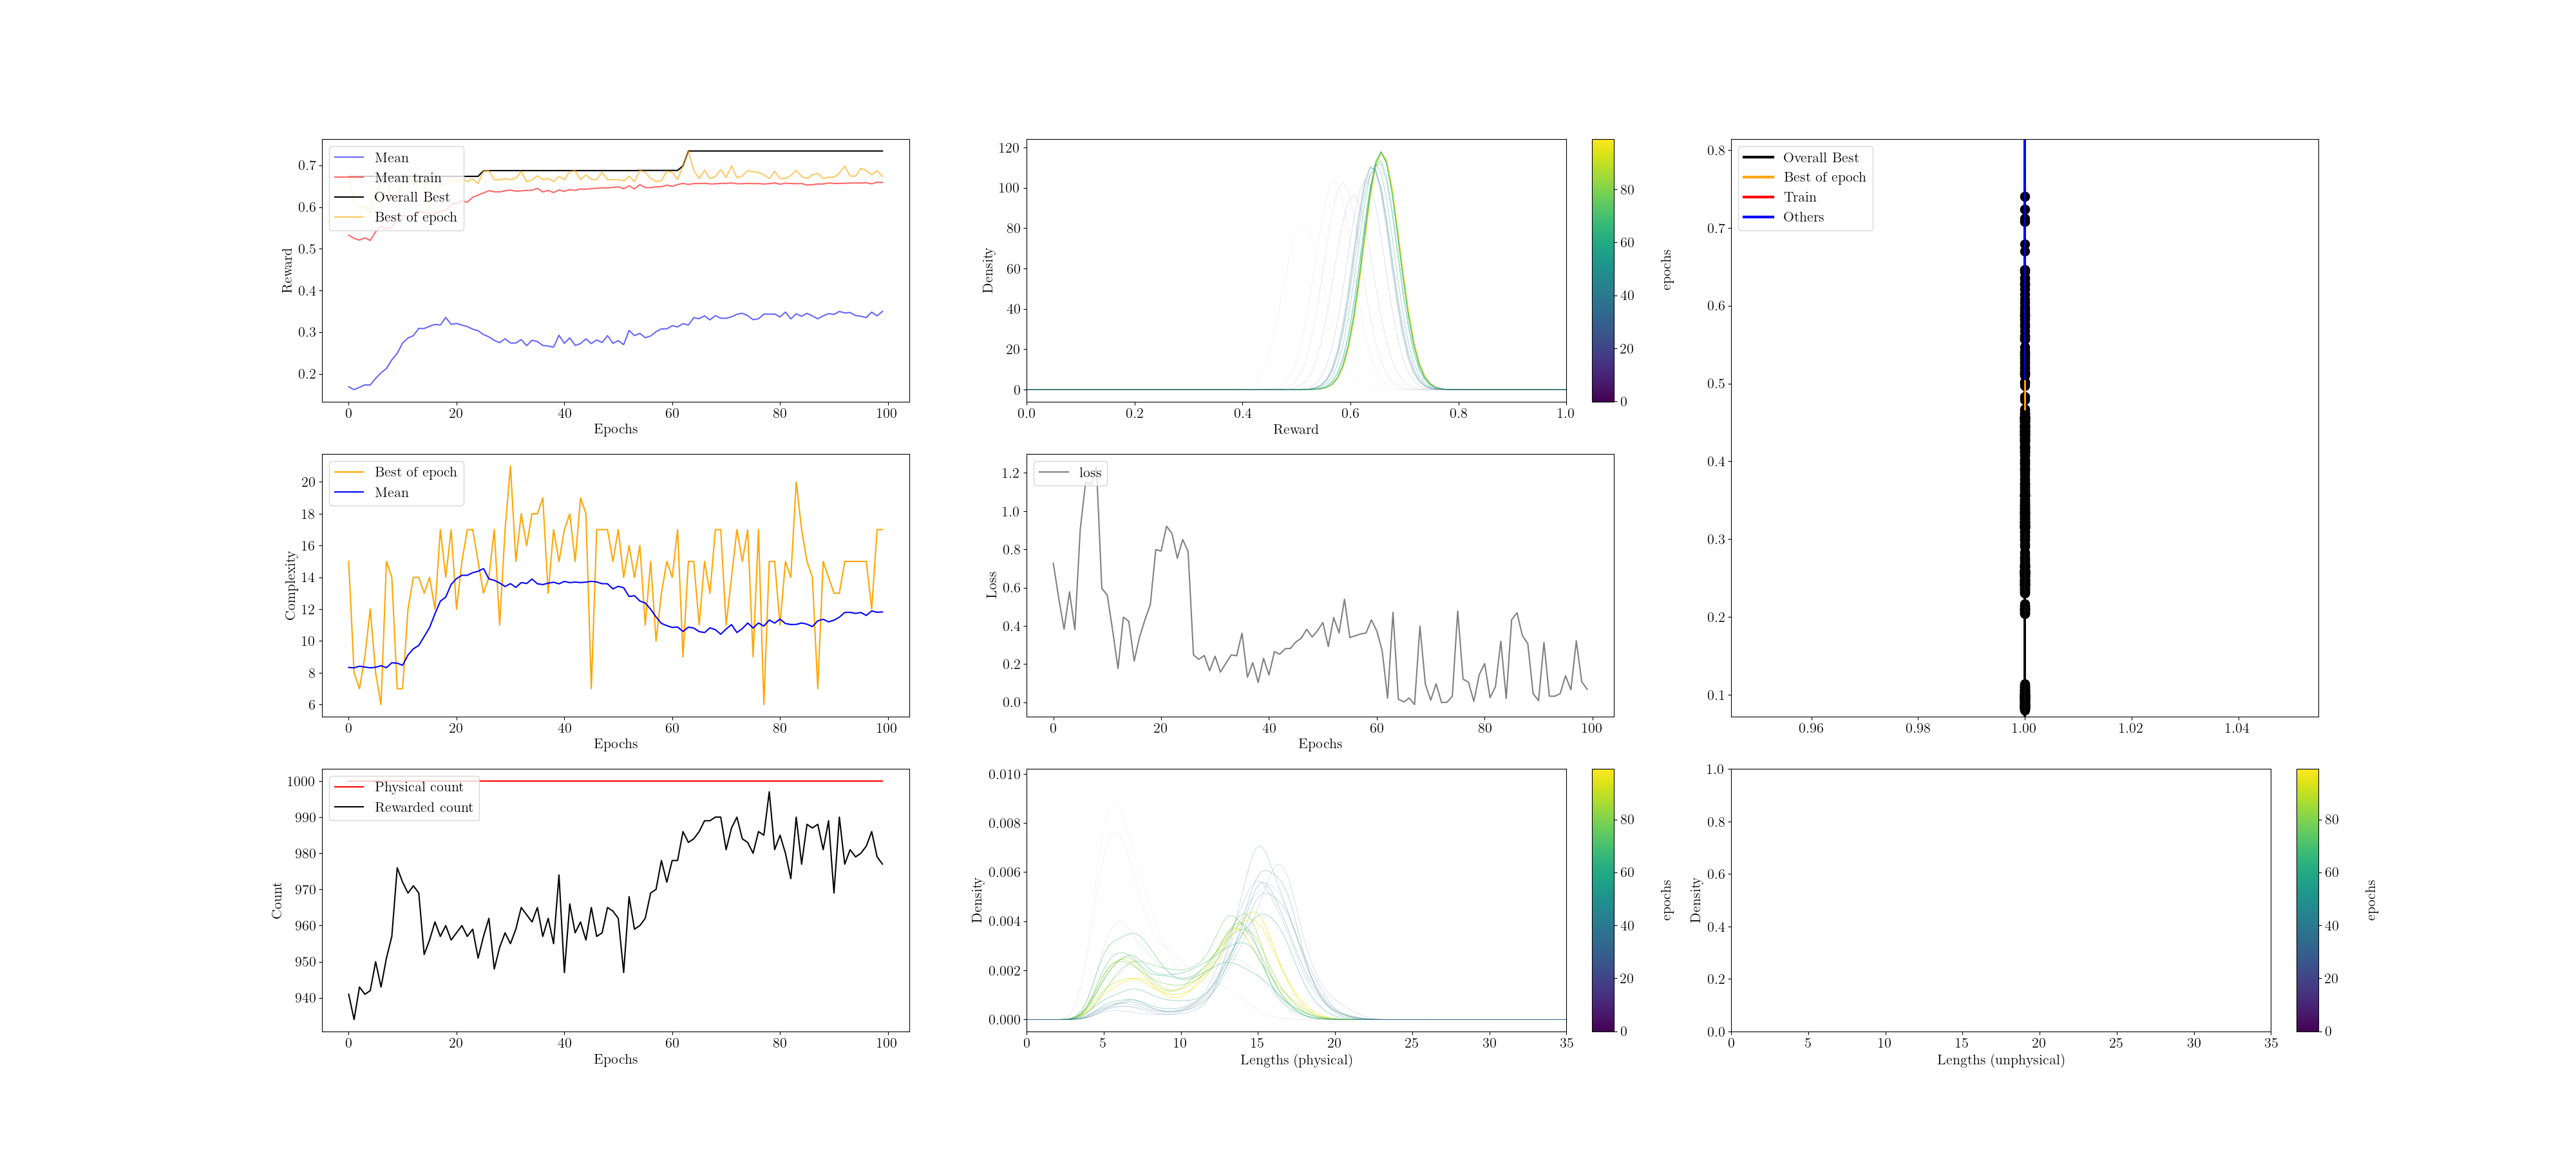 Mean
Mean train
Overall Best
Best of epoch
0.7
0.6
0.5
0.4
0.3
0.2
Reward
0 20 40 60 80 100
Epochs
120
100
80
60
40
20
0
Density
0.0 0.2 0.4 0.6 0.8 1.0
Reward
80
60
40
20
0
epochs
Overall Best
Best of epoch
Train
Others
0.8
0.7
0.6
0.5
0.4
0.3
0.2
0.1
0.96 0.98 1.00 1.02 1.04
Best of epoch
Mean
20
18
16
14
12
10
8
6
Complexity
0 20 40 60 80 100
Epochs
loss
1.2
1.0
0.8
0.6
0.4
0.2
0.0
Loss
0 20 40 60 80 100
Epochs
Physical count
Rewarded count
1000
990
980
970
960
950
940
Count
0 20 40 60 80 100
Epochs
0.010
0.008
0.006
0.004
0.002
0.000
Density
0 5 10 15 20 25 30 35
Lengths (physical)
80
60
40
20
0
epochs
1.0
0.8
0.6
0.4
0.2
0.0
Density
0 5 10 15 20 25 30 35
Lengths (unphysical)
80
60
40
20
0
epochs